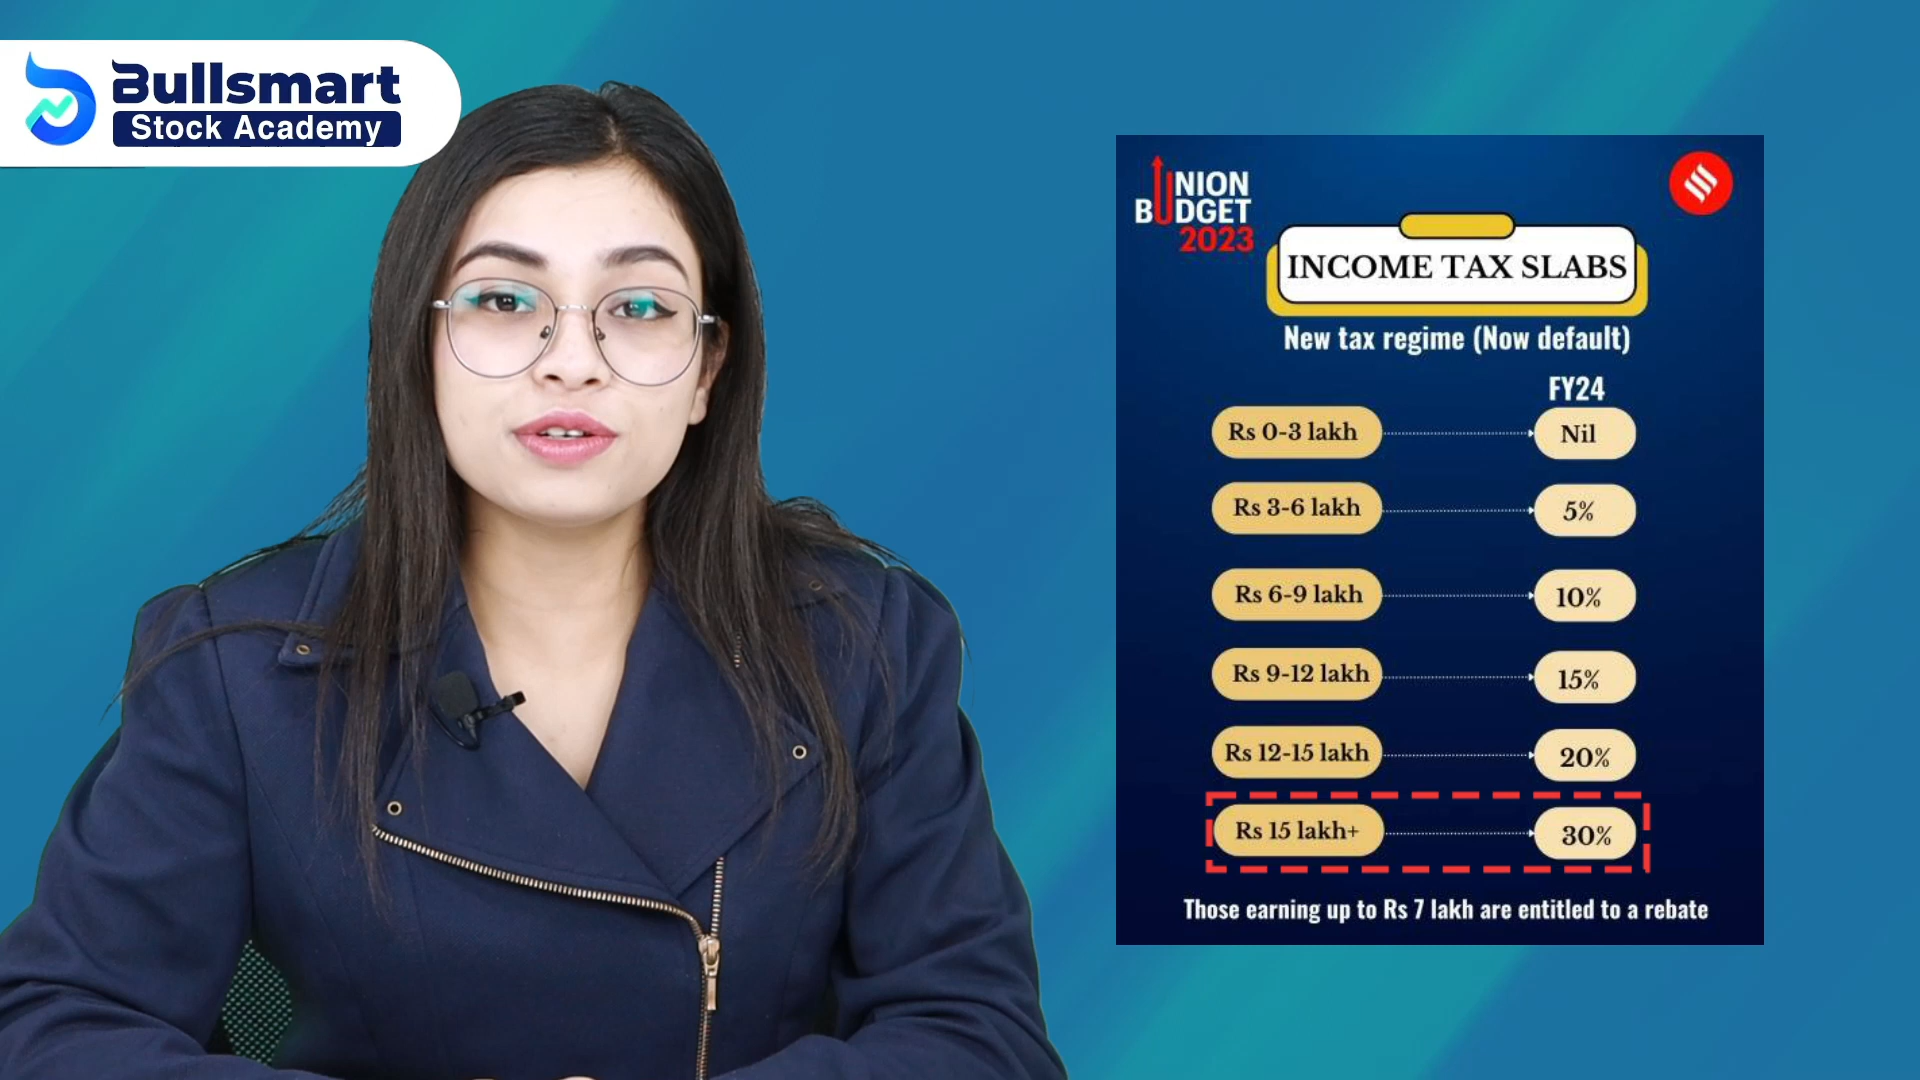 Bullsmart
Stock Academy
UNION
BUDGET
2023
INCOME TAX SLABS
New tax regime (Now default)
FY24
Rs 0-3 lakh Nil
Rs 3-6 lakh 5%
Rs 6-9 lakh 10%
Rs 9-12 lakh 15%
Rs 12-15 lakh 20%
Rs 15 lakh+ 30%
Those earning up to Rs 7 lakh are entitled to a rebate